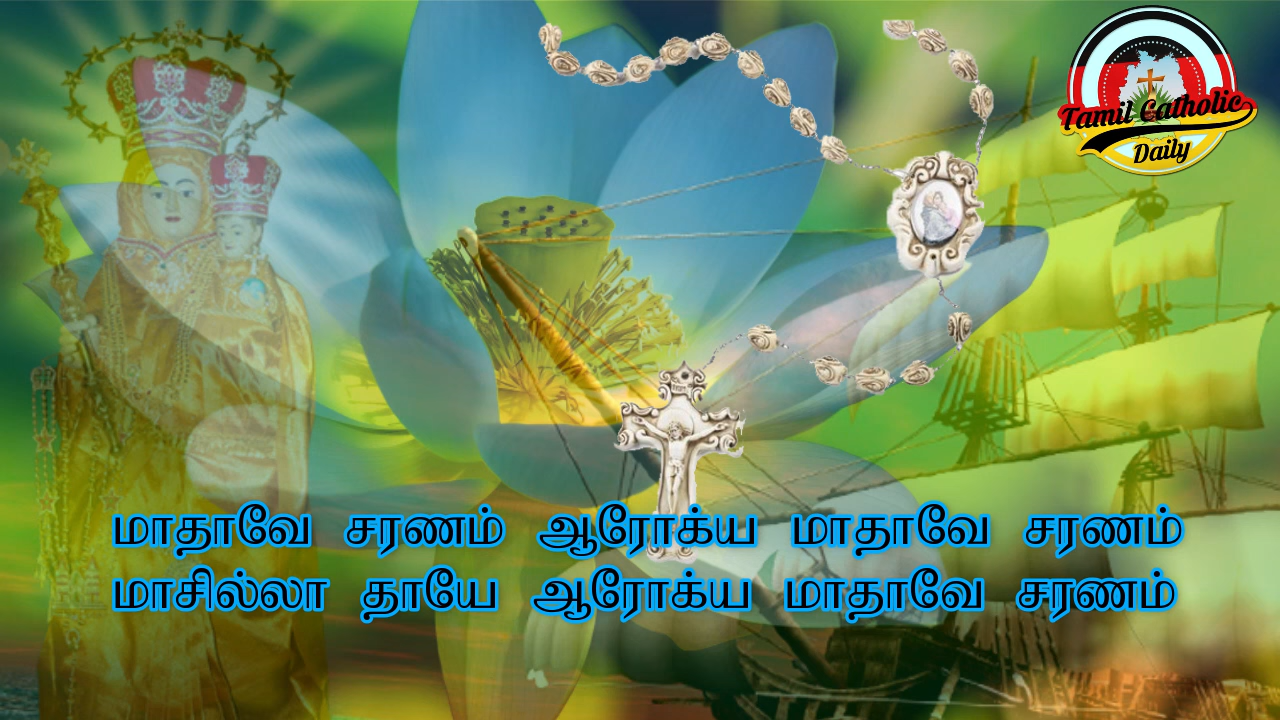 Tamil Catholic
Daily
மாதாவே சரணம் ஆரோக்ய மாதாவே சரணம்
மாசில்லா தாயே ஆரோக்ய மாதாவே சரணம்